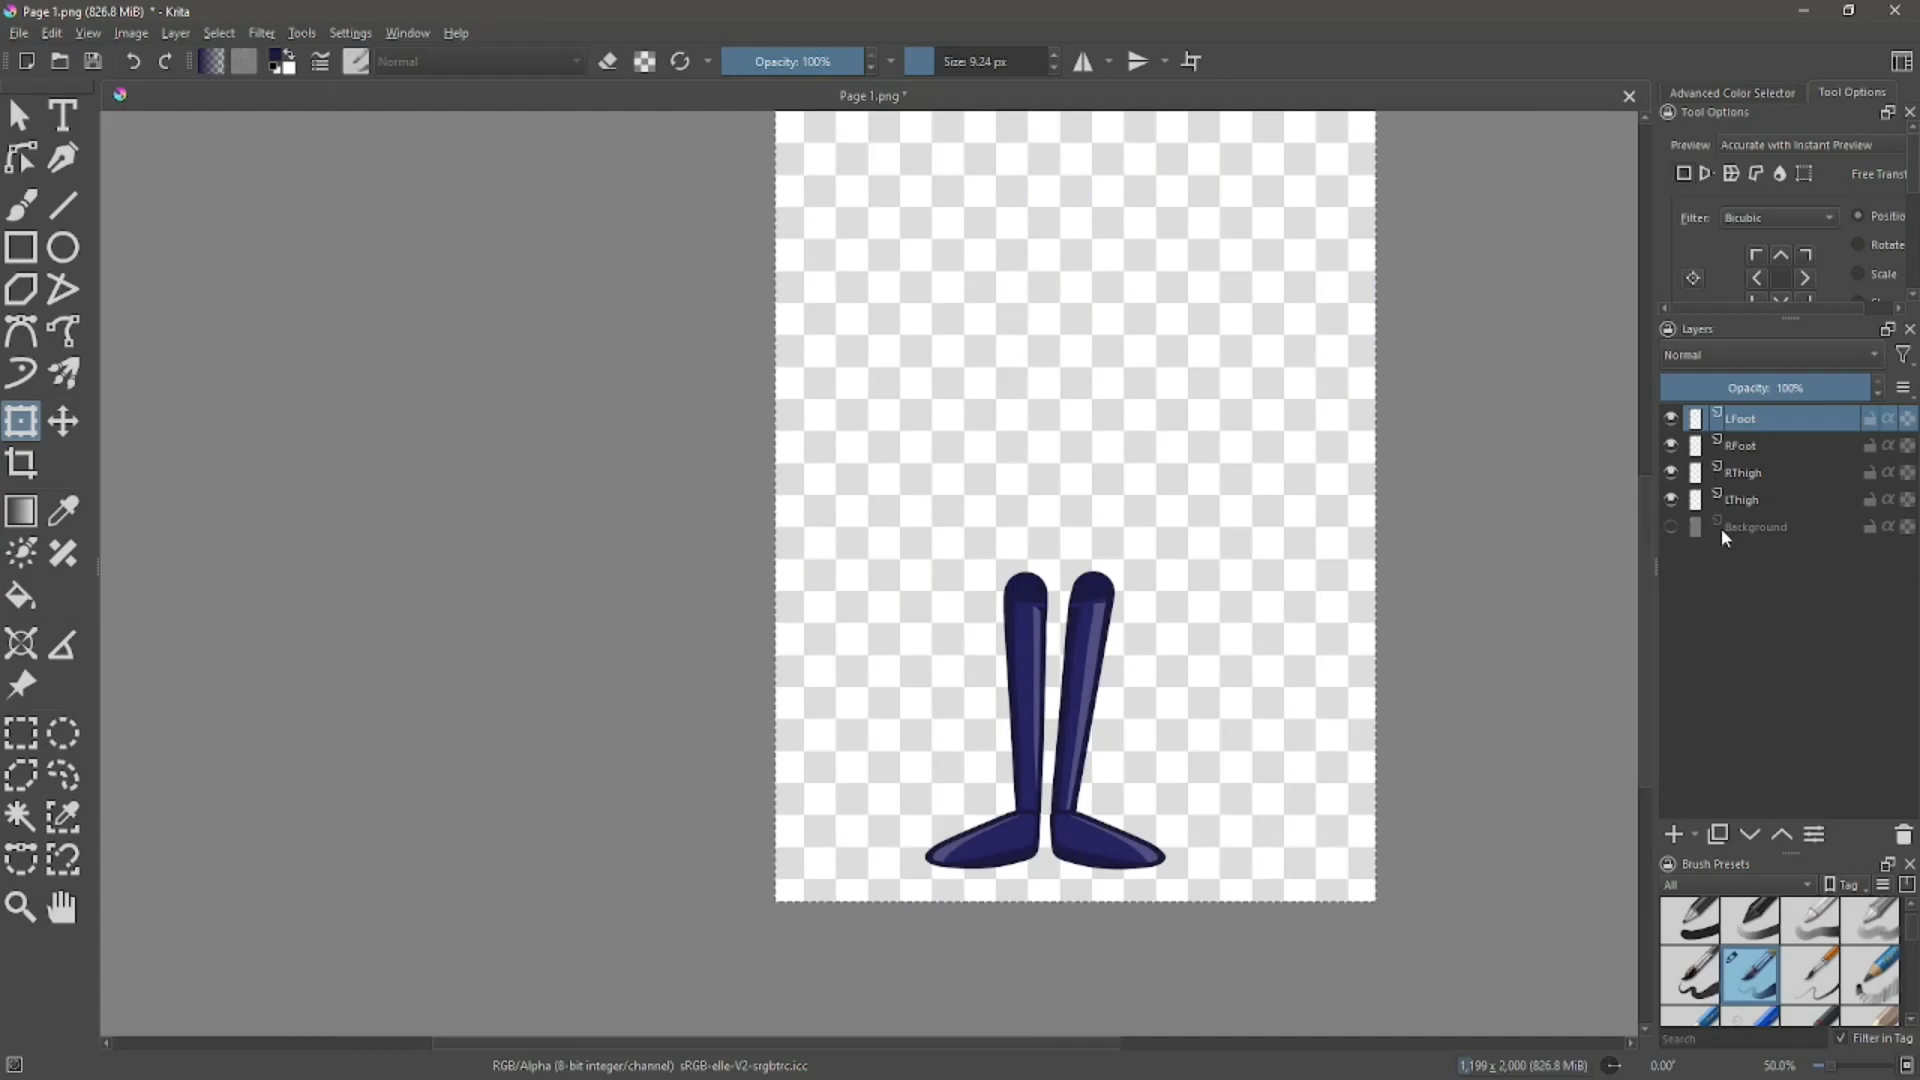 Page 1.png (826.8 MiB) * - Krita
File Edit View Image Layer Select Filter Tools Settings Window Help
Normal
Opacity: 100%
Size: 9.24 px
Page 1.png *
Advanced Color Selector
Tool Options
Tool Options
Preview Accurate with Instant Preview
Free Transf
Filter: Bicubic
Positio
Rotate
Scale
Layers
Normal
Opacity: 100%
LFoot
RFoot
RThigh
LThigh
Background
Brush Presets
All
Tag
Search
Filter in Tag
RGB/Alpha (8-bit integer/channel) sRGB-elle-V2-srgbtrc.icc
1,199 x 2,000 (826.8 MiB)
0.00°
50.0%